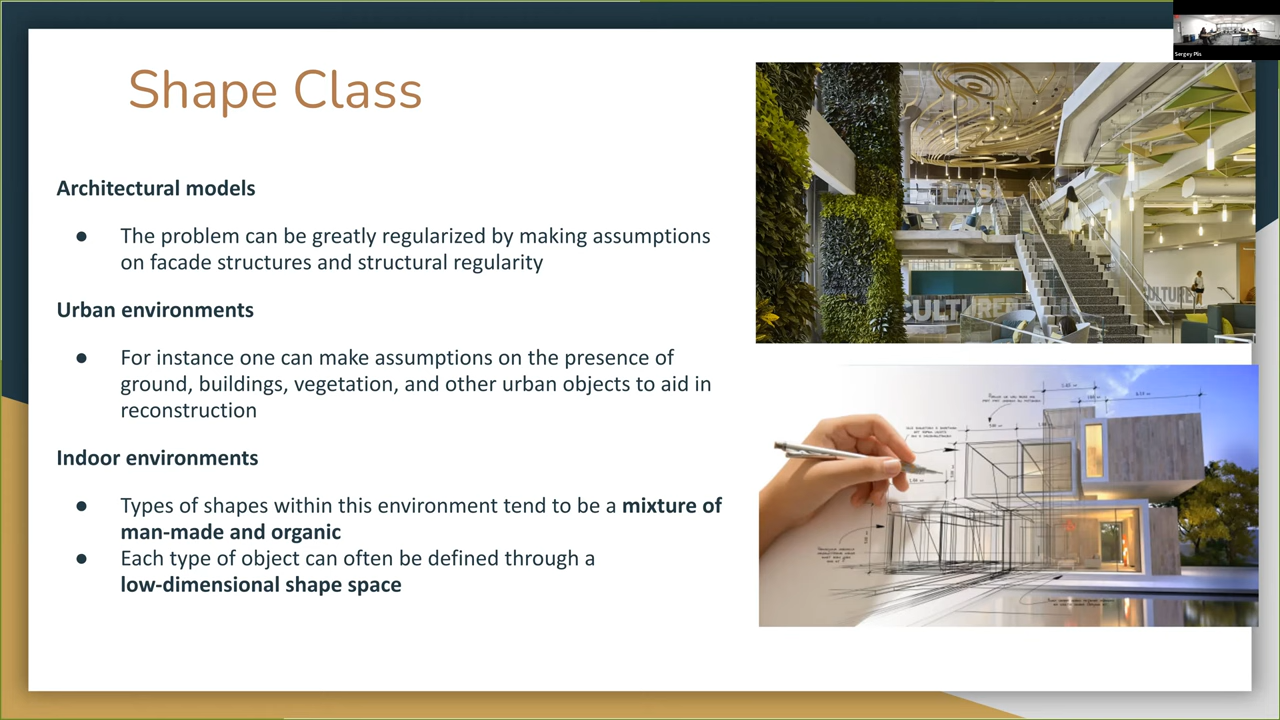 Sergey Plis
Shape Class
Architectural models
● The problem can be greatly regularized by making assumptions
on facade structures and structural regularity
Urban environments
● For instance one can make assumptions on the presence of
ground, buildings, vegetation, and other urban objects to aid in
reconstruction
Indoor environments
● Types of shapes within this environment tend to be a mixture of
man-made and organic
● Each type of object can often be defined through a
low-dimensional shape space